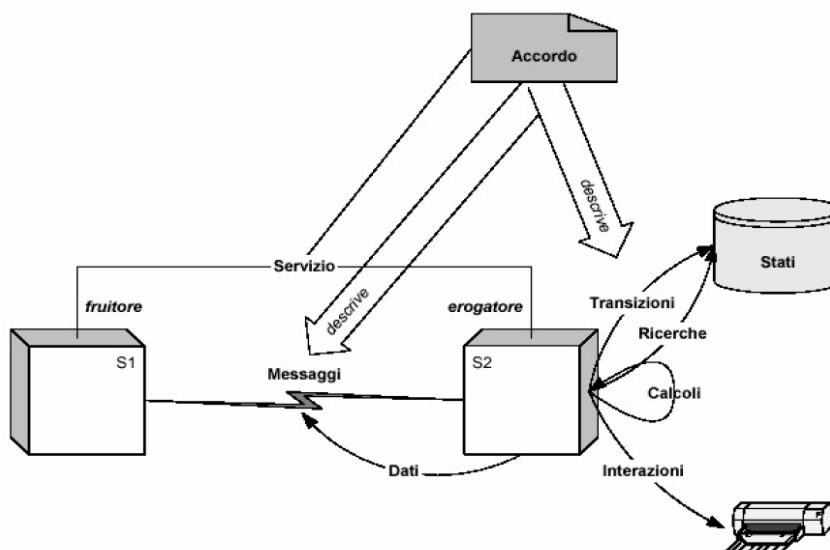 Accordo
descrive
Servizio
Stati
fruitore
erogatore
Transizioni
descrive
Ricerche
S1
S2
Messaggi
Calcoli
Dati
Interazioni